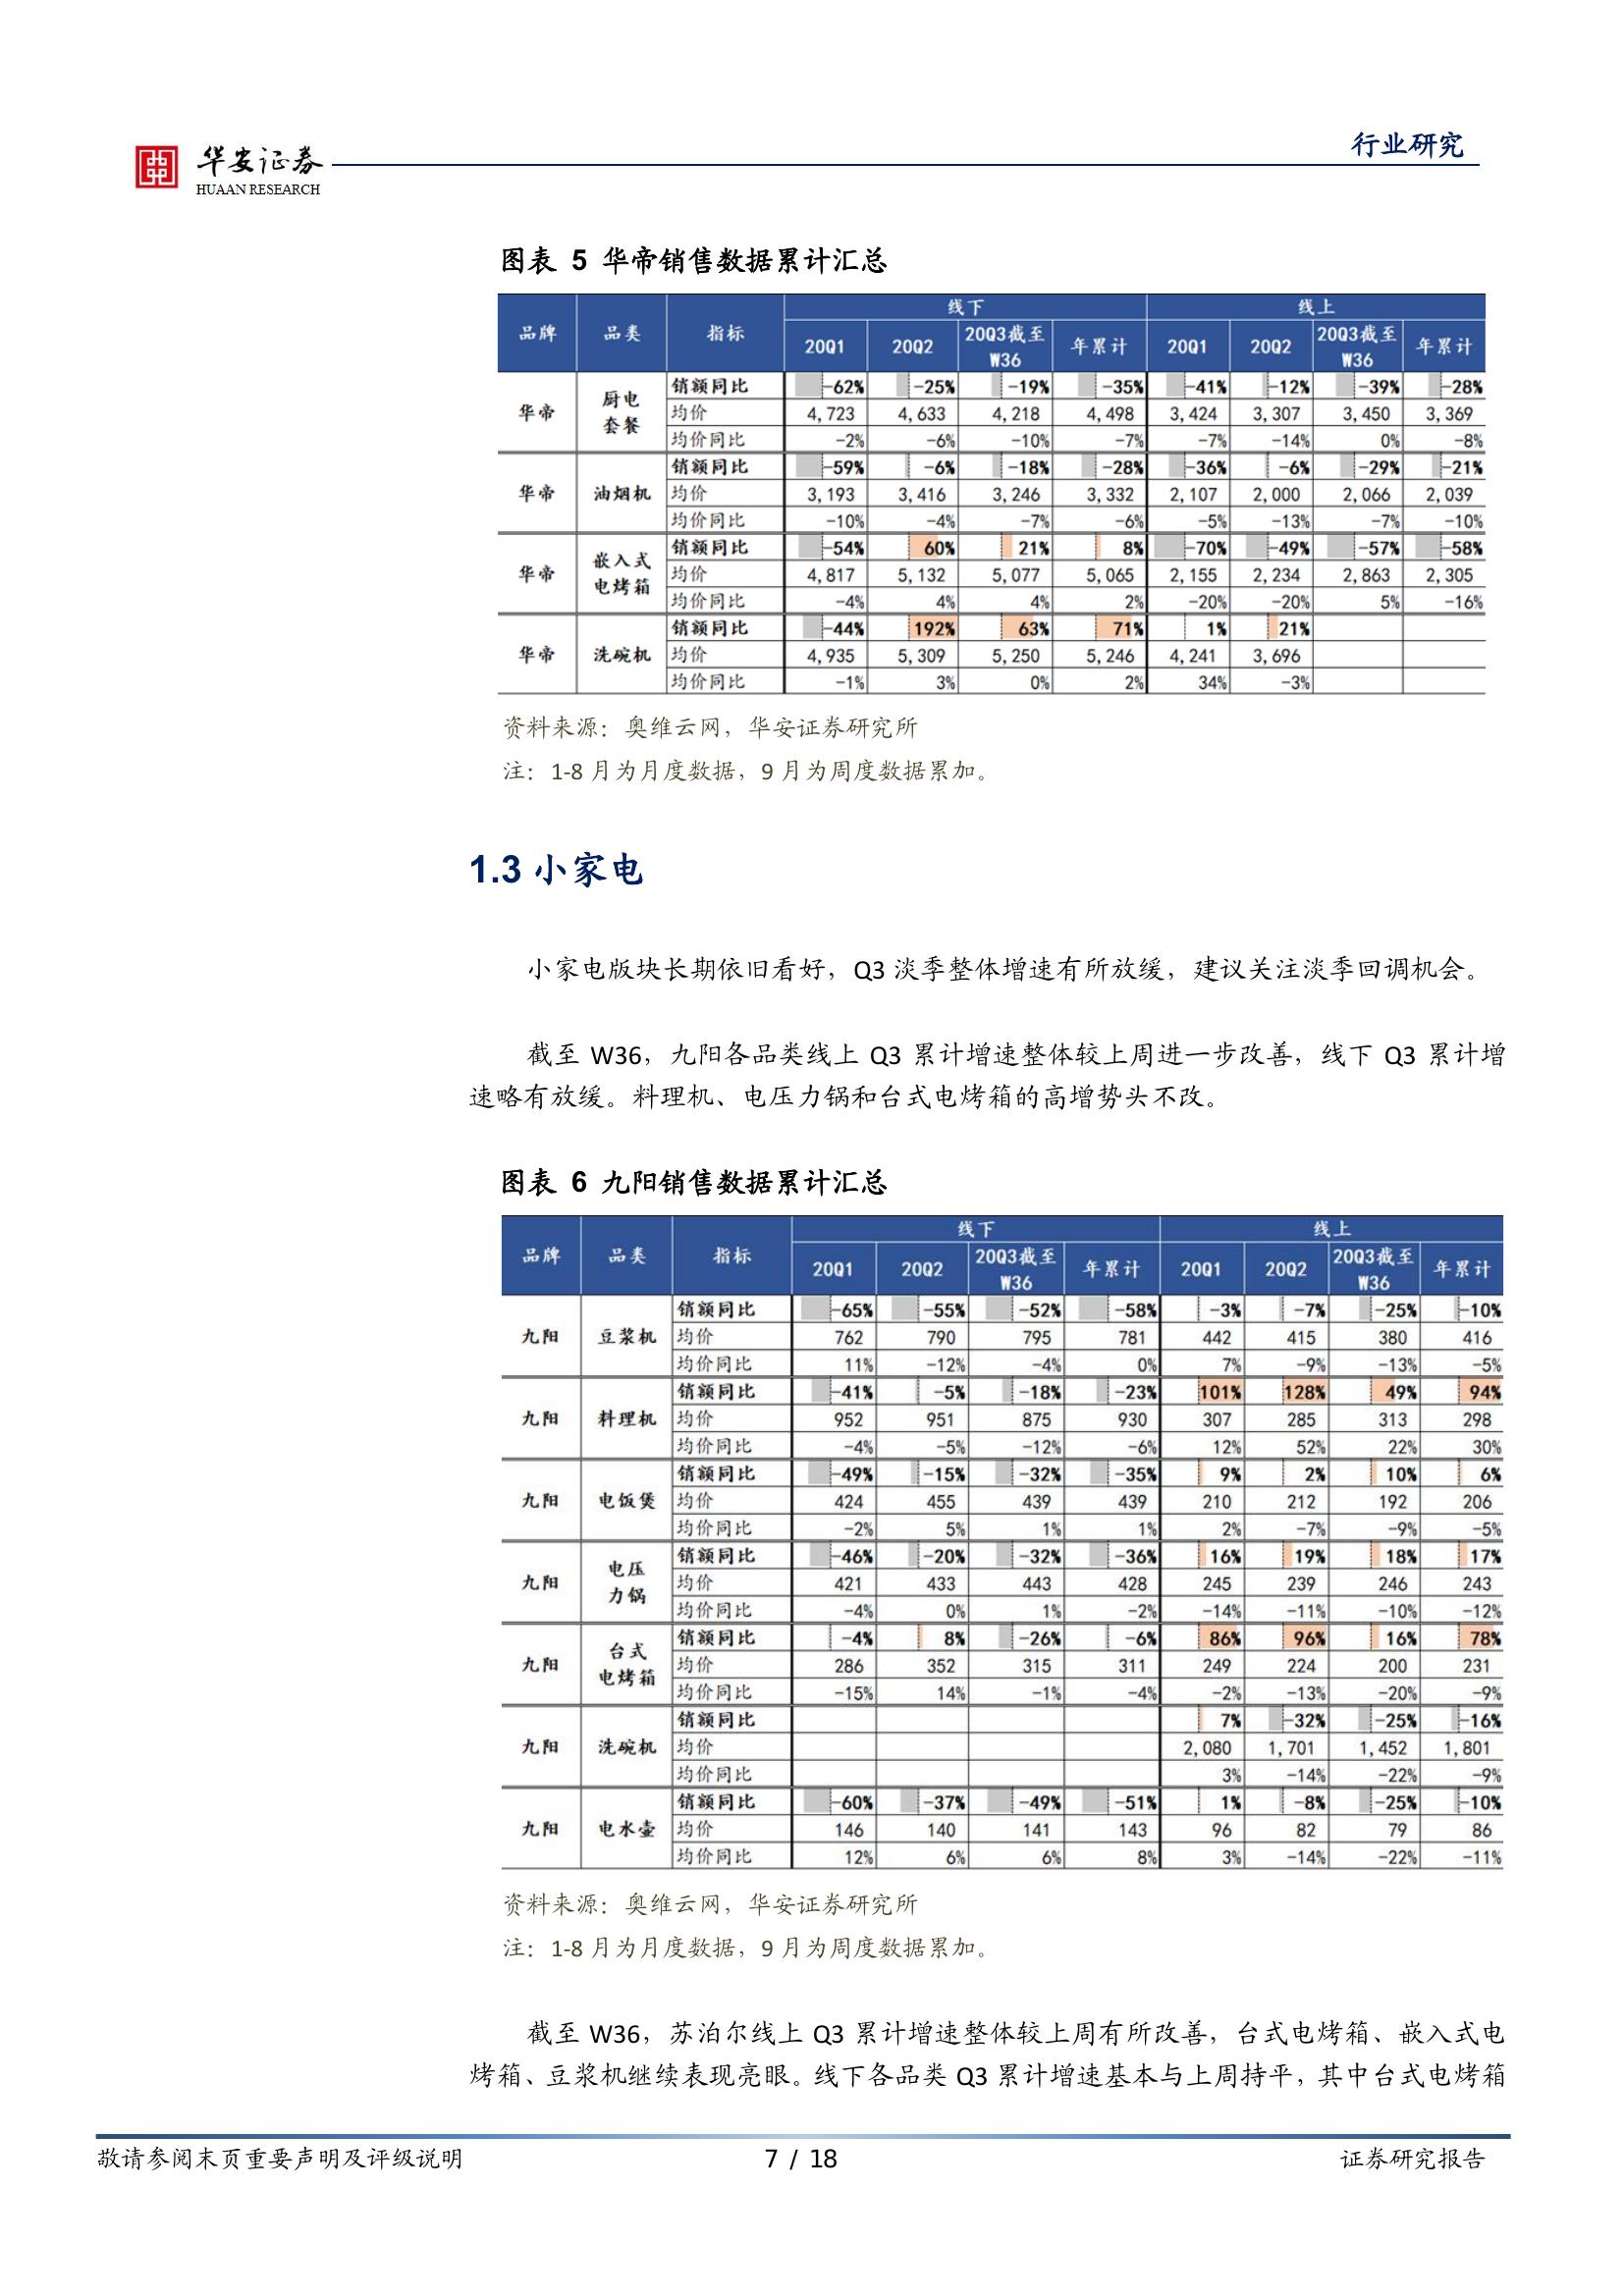 华安证券
HUAAN RESEARCH
行业研究
图表 5 华帝销售数据累计汇总
品牌 品类 指标 线下 线上
20Q1 20Q2 20Q3截至W36 年累计 20Q1 20Q2 20Q3截至W36 年累计
华帝 厨电套餐 销额同比 -62% -25% -19% -35% -41% -12% -39% -28%
均价 4,723 4,633 4,218 4,498 3,424 3,307 3,450 3,369
均价同比 -2% -6% -10% -7% -7% -14% 0% -8%
华帝 油烟机 销额同比 -59% -6% -18% -28% -36% -6% -29% -21%
均价 3,193 3,416 3,246 3,332 2,107 2,000 2,066 2,039
均价同比 -10% -4% -7% -6% -5% -13% -7% -10%
华帝 嵌入式电烤箱 销额同比 -54% 60% 21% 8% -70% -49% -57% -58%
均价 4,817 5,132 5,077 5,065 2,155 2,234 2,863 2,305
均价同比 -4% 4% 4% 2% -20% -20% 5% -16%
华帝 洗碗机 销额同比 -44% 192% 63% 71% 1% 21%
均价 4,935 5,309 5,250 5,246 4,241 3,696
均价同比 -1% 3% 0% 2% 34% -3%
资料来源：奥维云网，华安证券研究所
注：1-8 月为月度数据，9 月为周度数据累加。
1.3 小家电
小家电版块长期依旧看好，Q3 淡季整体增速有所放缓，建议关注淡季回调机会。
截至 W36，九阳各品类线上 Q3 累计增速整体较上周进一步改善，线下 Q3 累计增
速略有放缓。料理机、电压力锅和台式电烤箱的高增势头不改。
图表 6 九阳销售数据累计汇总
品牌 品类 指标 线下 线上
20Q1 20Q2 20Q3截至W36 年累计 20Q1 20Q2 20Q3截至W36 年累计
九阳 豆浆机 销额同比 -65% -55% -52% -58% -3% -7% -25% -10%
均价 762 790 795 781 442 415 380 416
均价同比 11% -12% -4% 0% 7% -9% -13% -5%
九阳 料理机 销额同比 -41% -5% -18% -23% 101% 128% 49% 94%
均价 952 951 875 930 307 285 313 298
均价同比 -4% -5% -12% -6% 12% 52% 22% 30%
九阳 电饭煲 销额同比 -49% -15% -32% -35% 9% 2% 10% 6%
均价 424 455 439 439 210 212 192 206
均价同比 -2% 5% 1% 1% 2% -7% -9% -5%
九阳 电压力锅 销额同比 -46% -20% -32% -36% 16% 19% 18% 17%
均价 421 433 443 428 245 239 246 243
均价同比 -4% 0% 1% -2% -14% -11% -10% -12%
九阳 台式电烤箱 销额同比 -4% 8% -26% -6% 86% 96% 16% 78%
均价 286 352 315 311 249 224 200 231
均价同比 -15% 14% -1% -4% -2% -13% -20% -9%
九阳 洗碗机 销额同比 7% -32% -25% -16%
均价 2,080 1,701 1,452 1,801
均价同比 3% -14% -22% -9%
九阳 电水壶 销额同比 -60% -37% -49% -51% 1% -8% -25% -10%
均价 146 140 141 143 96 82 79 86
均价同比 12% 6% 6% 8% 3% -14% -22% -11%
资料来源：奥维云网，华安证券研究所
注：1-8 月为月度数据，9 月为周度数据累加。
截至 W36，苏泊尔线上 Q3 累计增速整体较上周有所改善，台式电烤箱、嵌入式电
烤箱、豆浆机继续表现亮眼。线下各品类 Q3 累计增速基本与上周持平，其中台式电烤箱
敬请参阅末页重要声明及评级说明 7 / 18 证券研究报告